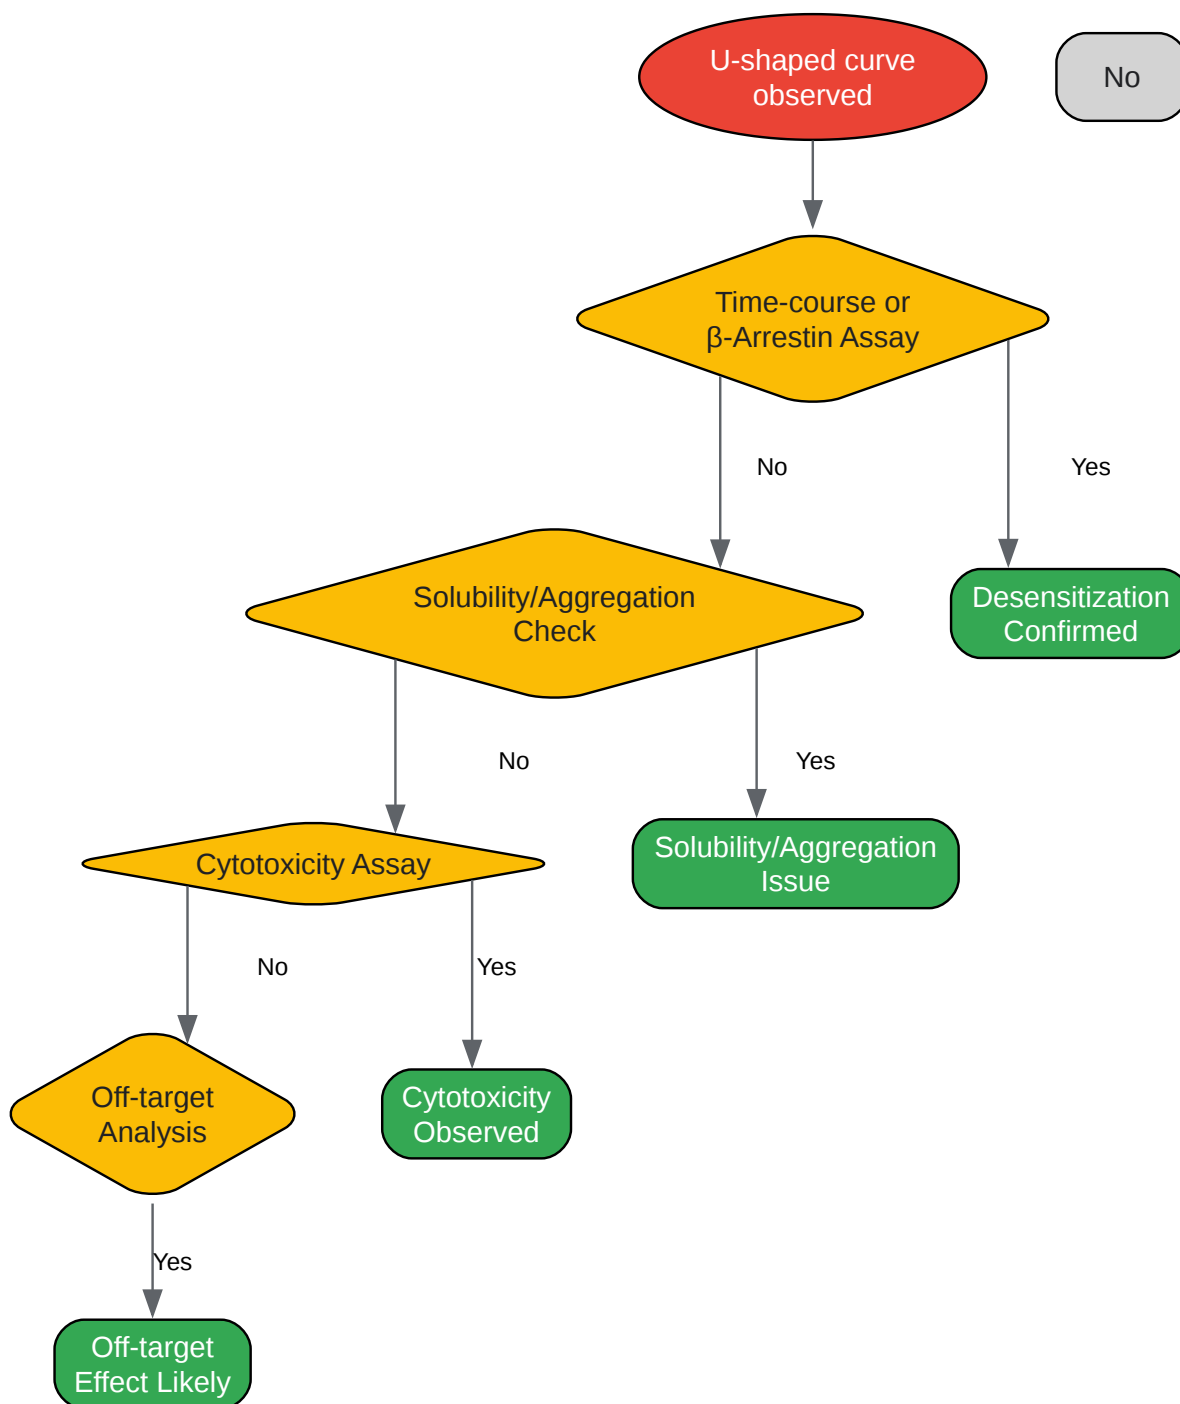 U-shaped curve
observed
No
Time-course or
β-Arrestin Assay
No
Yes
Solubility/Aggregation
Check
Desensitization
Confirmed
No
Yes
Cytotoxicity Assay
Solubility/Aggregation
Issue
No
Yes
Off-target
Analysis
Cytotoxicity
Observed
Yes
Off-target
Effect Likely